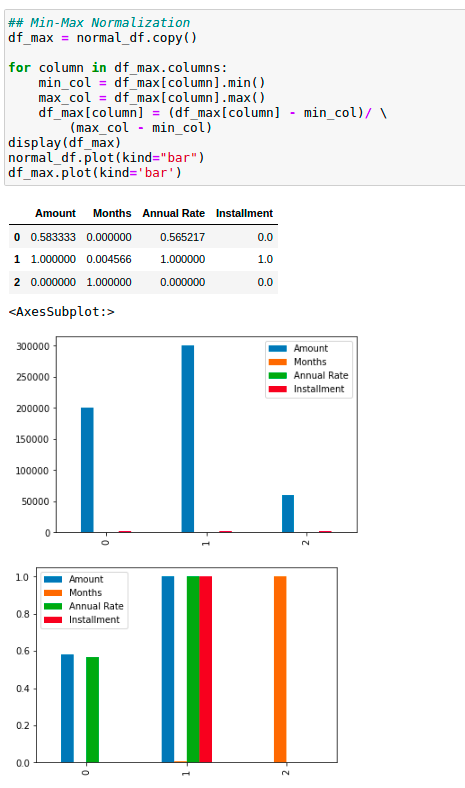 ## Min-Max Normalization
df_max = normal_df.copy()
for column in df_max.columns:
    min_col = df_max[column].min()
    max_col = df_max[column].max()
    df_max[column] = (df_max[column] - min_col)/ \
        (max_col - min_col)
display(df_max)
normal_df.plot(kind="bar")
df_max.plot(kind='bar')
Amount Months Annual Rate Installment
0 0.583333 0.000000 0.565217 0.0
1 1.000000 0.004566 1.000000 1.0
2 0.000000 1.000000 0.000000 0.0
<AxesSubplot:>
300000
250000
200000
150000
100000
50000
0
Amount
Months
Annual Rate
Installment
0 1 2
1.0
0.8
0.6
0.4
0.2
0.0
Amount
Months
Annual Rate
Installment
0 1 2